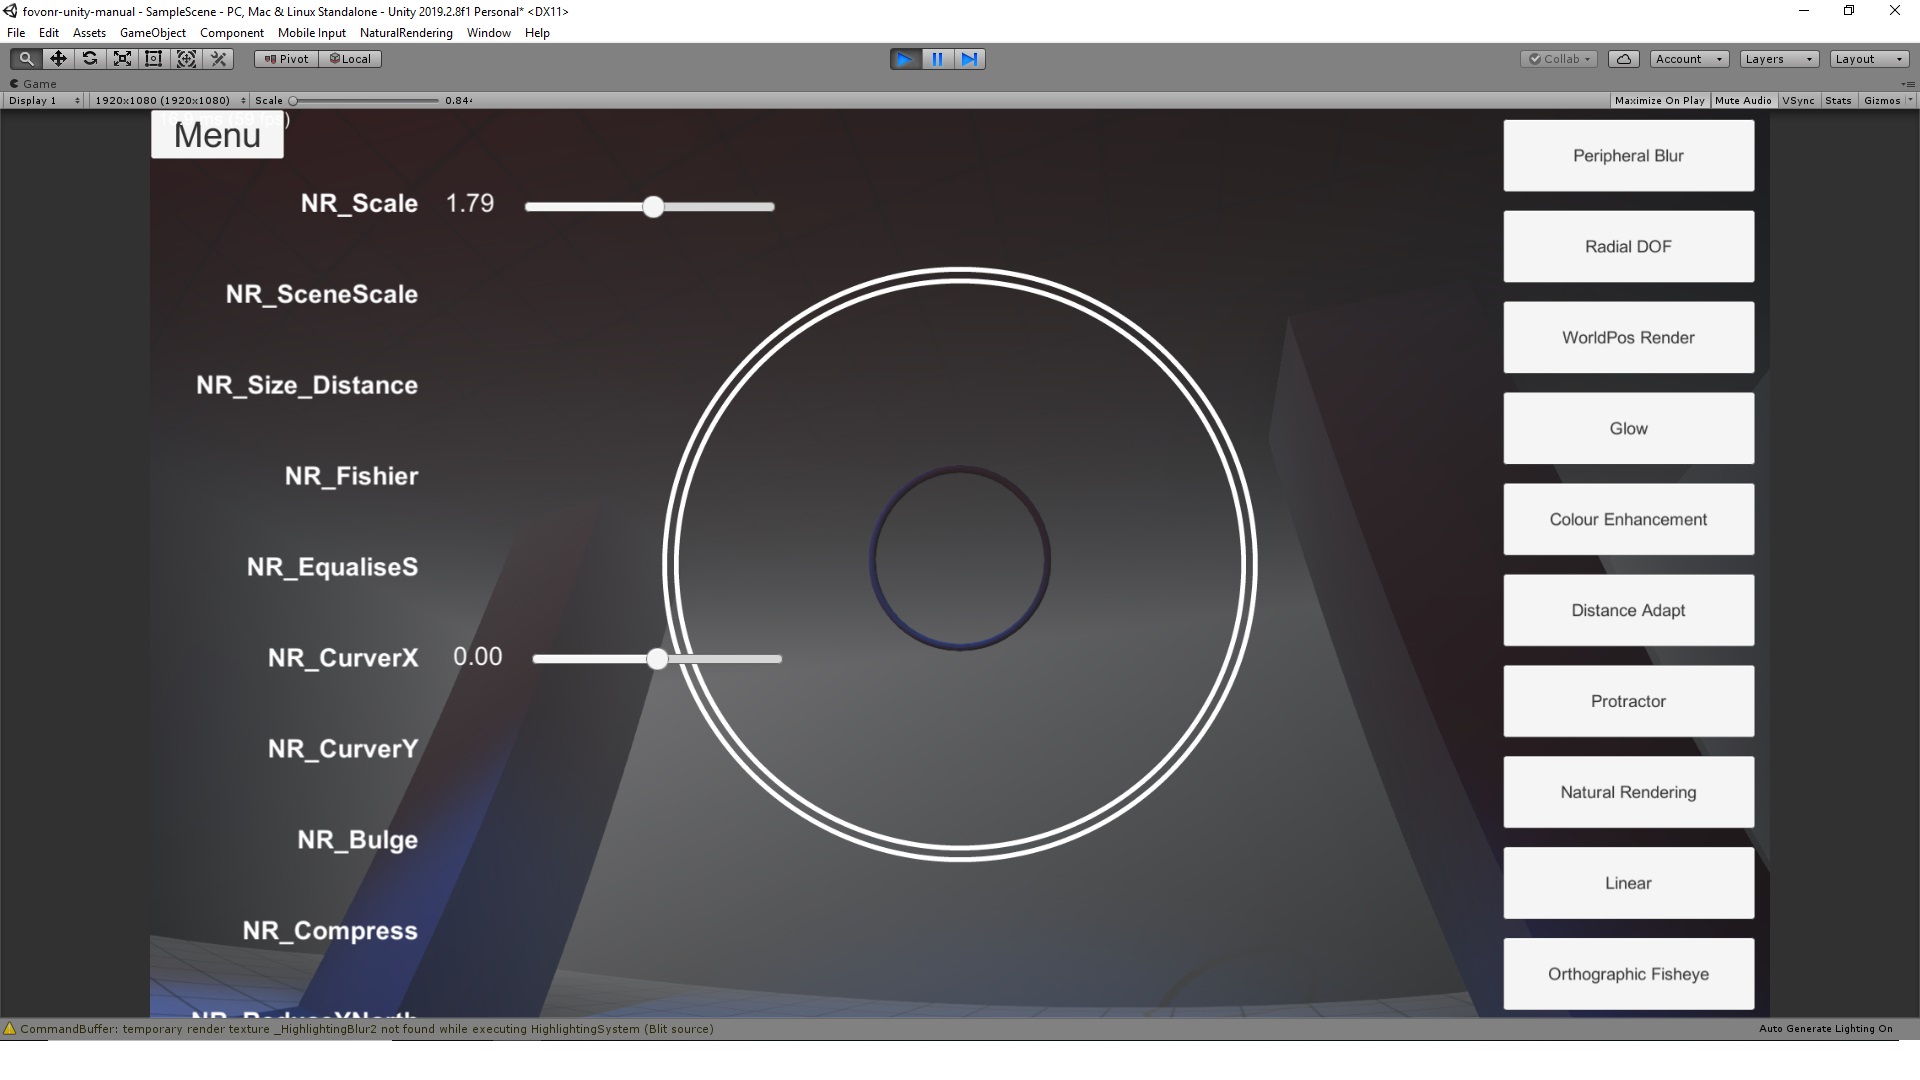 fovonr-unity-manual - SampleScene - PC, Mac & Linux Standalone - Unity 2019.2.8f1 Personal* <DX11>
File Edit Assets GameObject Component Mobile Input NaturalRendering Window Help
Pivot Local Collab Account Layers Layout
Game
Display 1 1920x1080 (1920x1080) Scale 0.84 Maximize On Play Mute Audio VSync Stats Gizmos
(59 fps)
Menu
Peripheral Blur
NR_Scale 1.79
Radial DOF
NR_SceneScale
WorldPos Render
NR_Size_Distance
Glow
NR_Fishier
Colour Enhancement
NR_EqualiseS
Distance Adapt
NR_CurverX 0.00
Protractor
NR_CurverY
Natural Rendering
NR_Bulge
Linear
NR_Compress
Orthographic Fisheye
NR_ReduceYNorth
CommandBuffer: temporary render texture _HighlightingBlur2 not found while executing HighlightingSystem (Blit source)
Auto Generate Lighting On